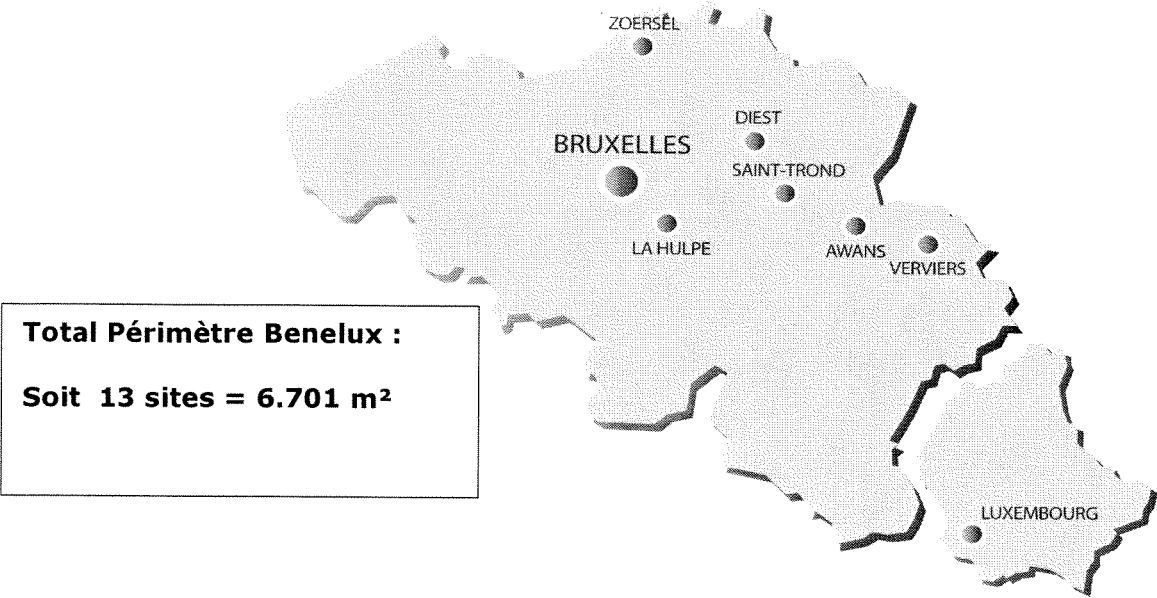 ZOERSEL
DIEST
BRUXELLES
SAINT-TROND
LA HULPE
AWANS
VERVIERS
Total Périmètre Benelux :
Soit 13 sites = 6.701 m²
LUXEMBOURG